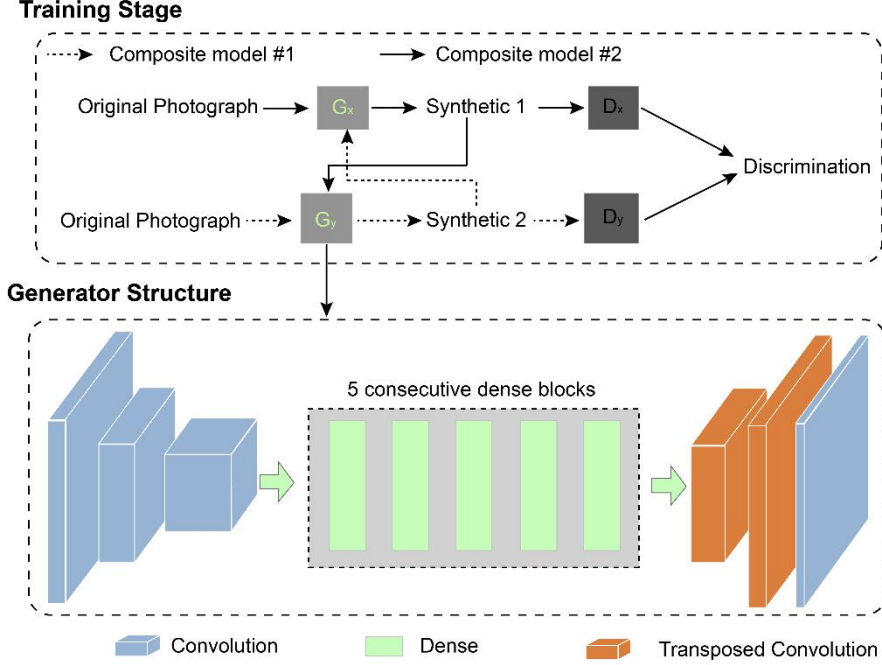 Training Stage
Composite model #1
Composite model #2
Original Photograph
Gx
Synthetic 1
Dx
Discrimination
Original Photograph
Gy
Synthetic 2
Dy
Generator Structure
5 consecutive dense blocks
Convolution
Dense
Transposed Convolution